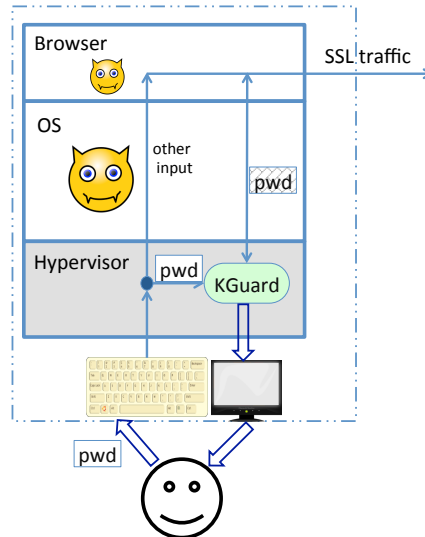 Browser
SSL traffic
OS
other
input
pwd
Hypervisor
pwd
KGuard
pwd